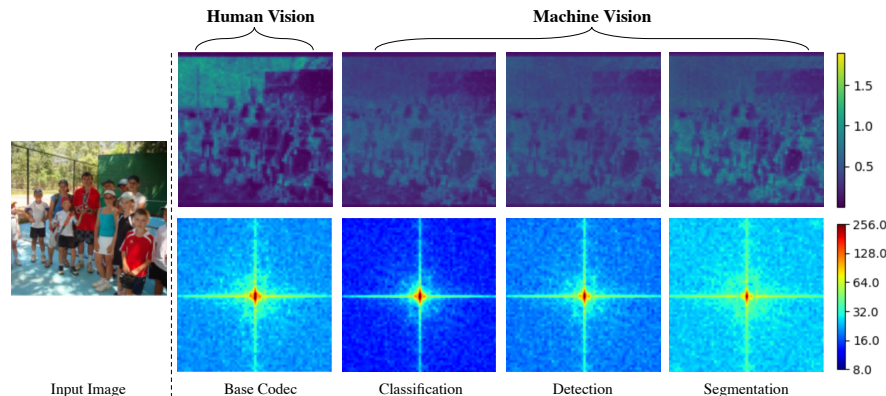 Human Vision
Machine Vision
1.5
1.0
0.5
256.0
128.0
64.0
32.0
16.0
8.0
Input Image
Base Codec
Classification
Detection
Segmentation